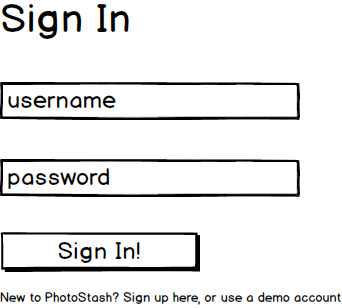 Sign In
username
password
Sign In!
New to PhotoStash? Sign up here, or use a demo account